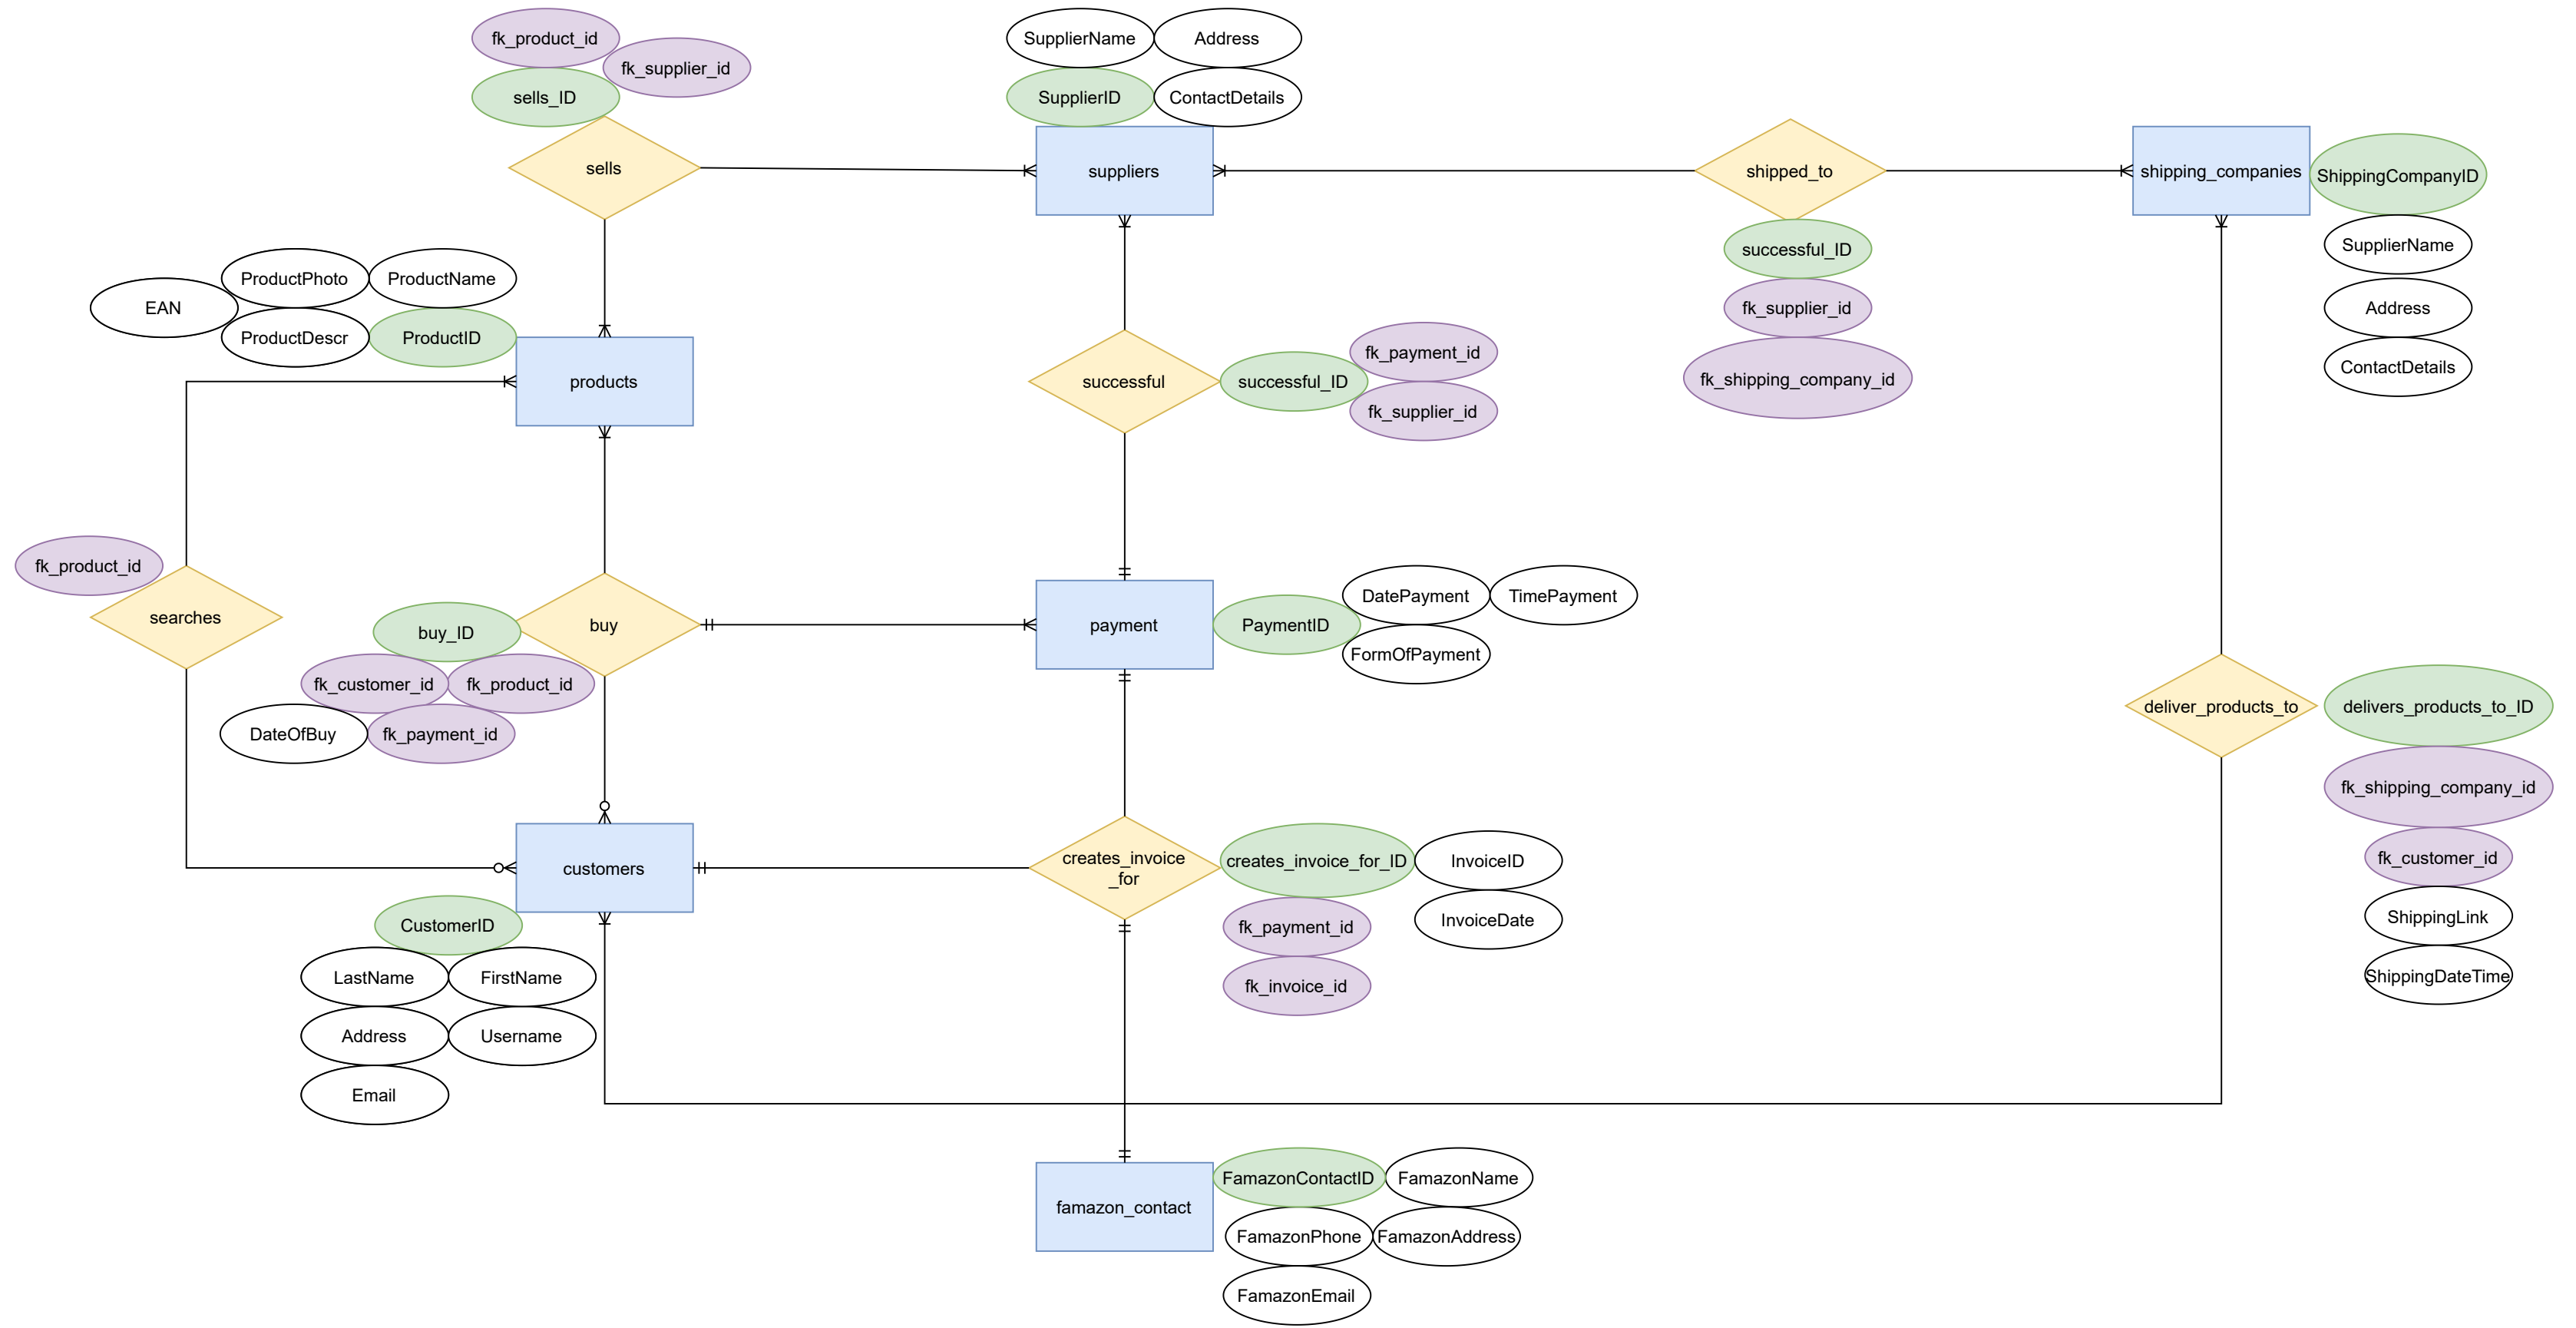 fk_product_id
fk_supplier_id
sells_ID
sells
SupplierName
Address
SupplierID
ContactDetails
suppliers
shipped_to
successful_ID
fk_supplier_id
fk_shipping_company_id
shipping_companies
ShippingCompanyID
SupplierName
Address
ContactDetails
ProductPhoto
ProductName
EAN
ProductDescr
ProductID
products
successful
successful_ID
fk_payment_id
fk_supplier_id
fk_product_id
searches
buy_ID
buy
fk_customer_id
fk_product_id
DateOfBuy
fk_payment_id
payment
PaymentID
DatePayment
TimePayment
FormOfPayment
deliver_products_to
delivers_products_to_ID
fk_shipping_company_id
fk_customer_id
ShippingLink
ShippingDateTime
customers
CustomerID
LastName
FirstName
Address
Username
Email
creates_invoice
_for
creates_invoice_for_ID
InvoiceID
InvoiceDate
fk_payment_id
fk_invoice_id
famazon_contact
FamazonContactID
FamazonName
FamazonPhone
FamazonAddress
FamazonEmail